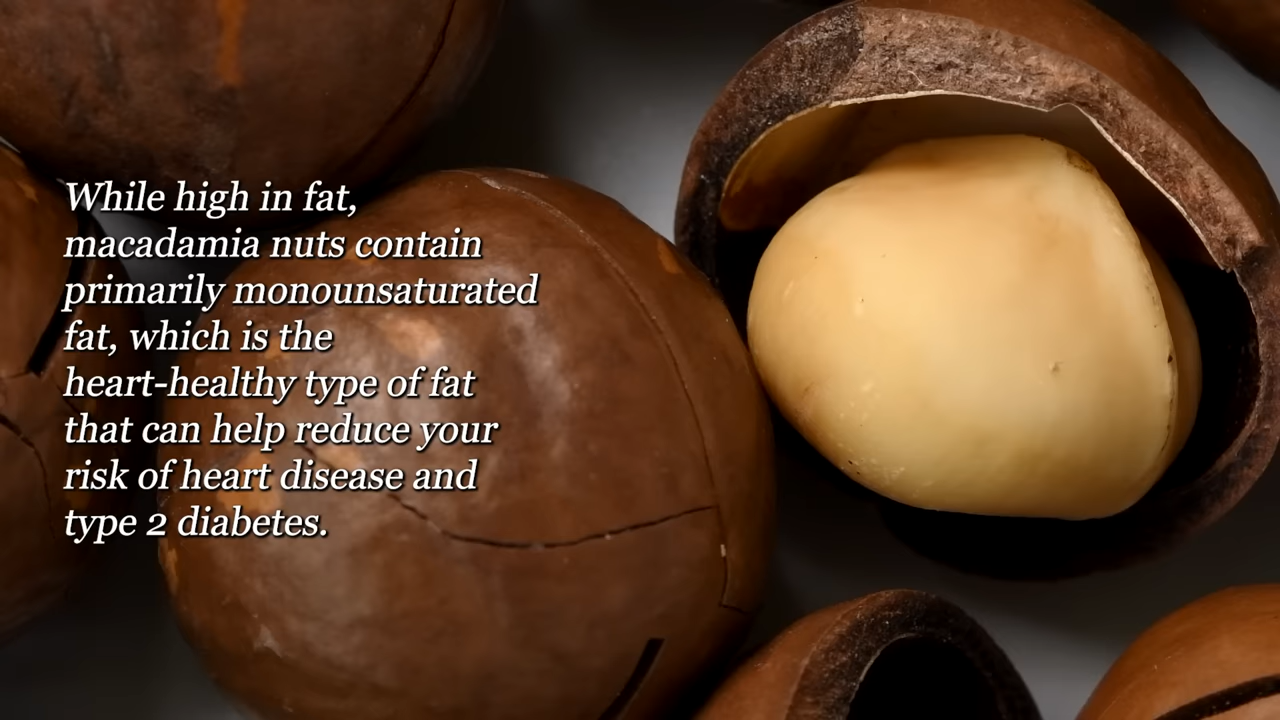 While high in fat,
macadamia nuts contain
primarily monounsaturated
fat, which is the
heart-healthy type of fat
that can help reduce your
risk of heart disease and
type 2 diabetes.